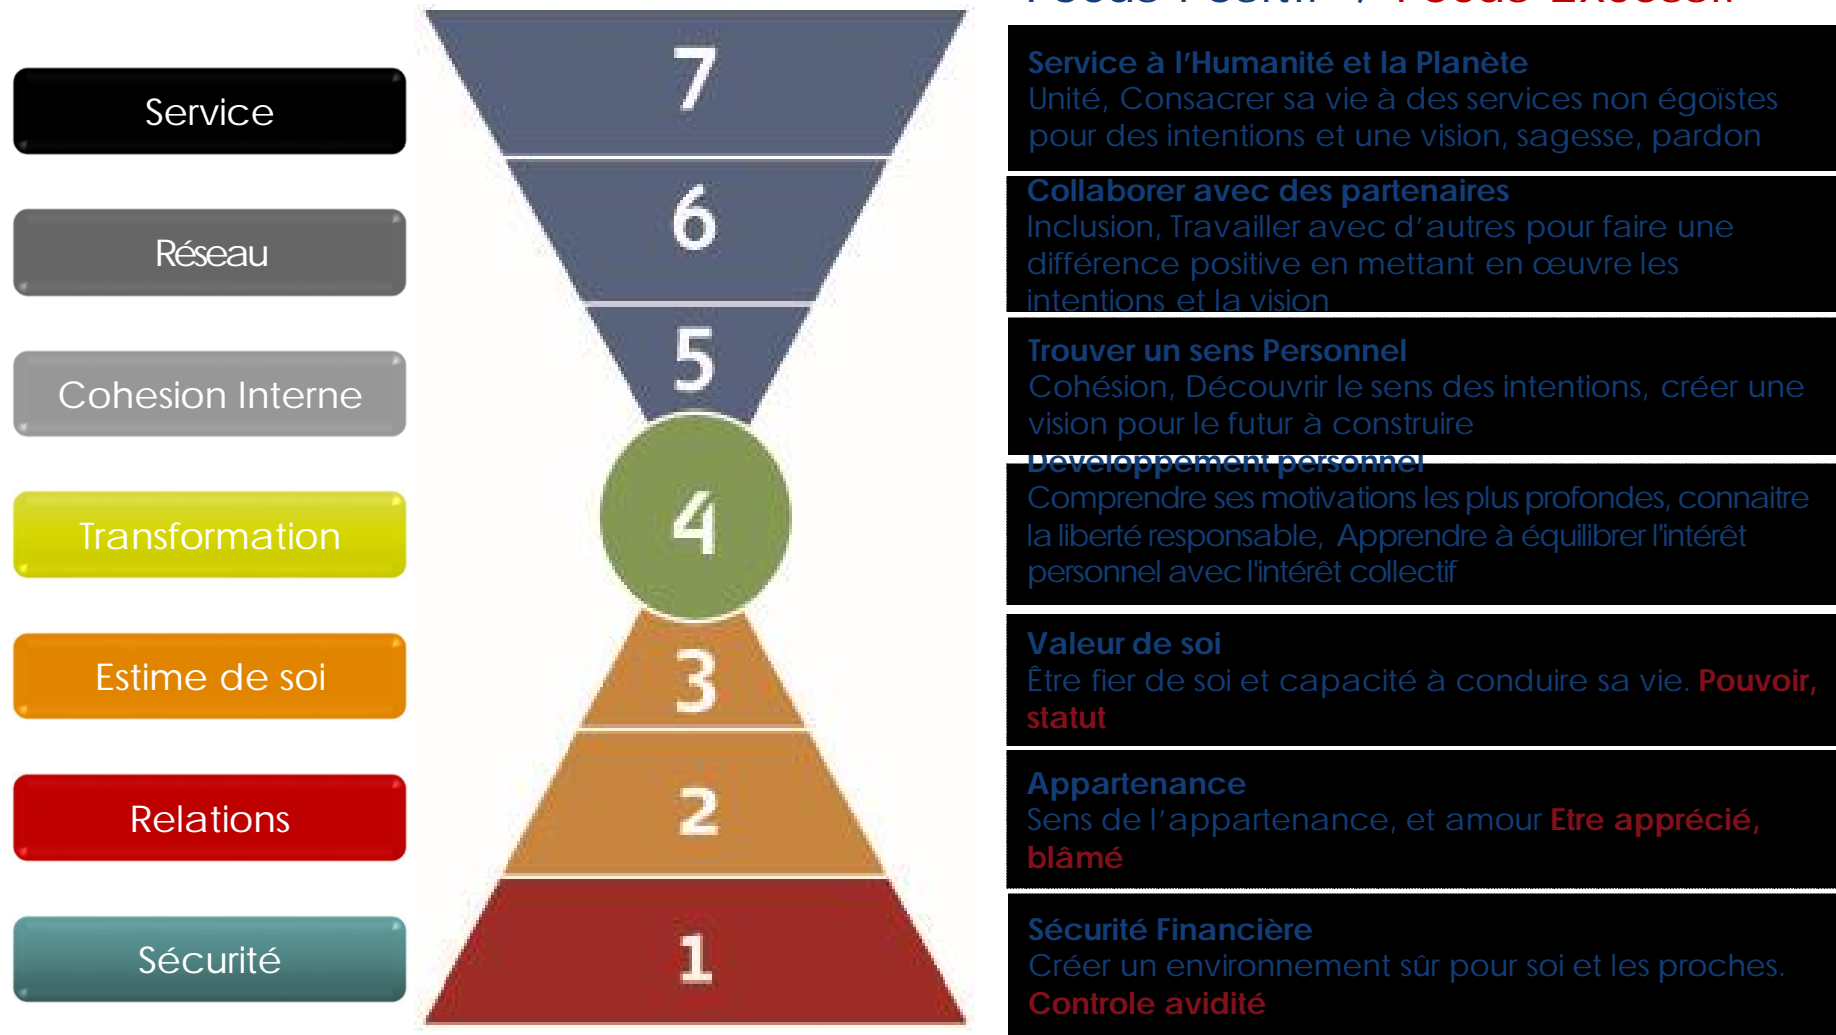 Focus Positif / Focus Excessif
Service
7
Service à l'Humanité et la Planète
Unité, Consacrer sa vie à des services non égoïstes
pour des intentions et une vision, sagesse, pardon
Réseau
6
Collaborer avec des partenaires
Inclusion, Travailler avec d'autres pour faire une
différence positive en mettant en œuvre les
intentions et la vision
Cohesion Interne
5
Trouver un sens Personnel
Cohésion, Découvrir le sens des intentions, créer une
vision pour le futur à construire
Transformation
4
Développement personnel
Comprendre ses motivations les plus profondes, connaitre
la liberté responsable, Apprendre à équilibrer l'intérêt
personnel avec l'intérêt collectif
Estime de soi
3
Valeur de soi
Être fier de soi et capacité à conduire sa vie. Pouvoir,
statut
Relations
2
Appartenance
Sens de l'appartenance, et amour Etre apprécié,
blâmé
Sécurité
1
Sécurité Financière
Créer un environnement sûr pour soi et les proches.
Controle avidité